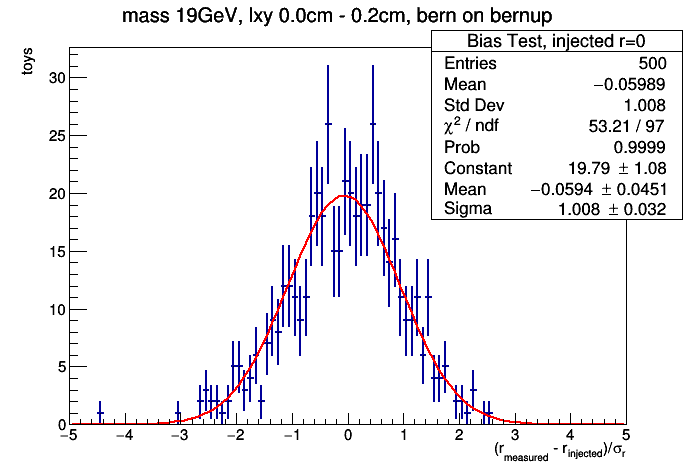 mass 19GeV, lxy 0.0cm - 0.2cm, bern on bernup
Bias Test, injected r=0
Entries 500
Mean −0.05989
Std Dev 1.008
χ² / ndf 53.21 / 97
Prob 0.9999
Constant 19.79 ± 1.08
Mean −0.0594 ± 0.0451
Sigma 1.008 ± 0.032
toys
30
25
20
15
10
5
0
−5 −4 −3 −2 −1 0 1 2 3 4 5
(r_measured - r_injected)/σ_r